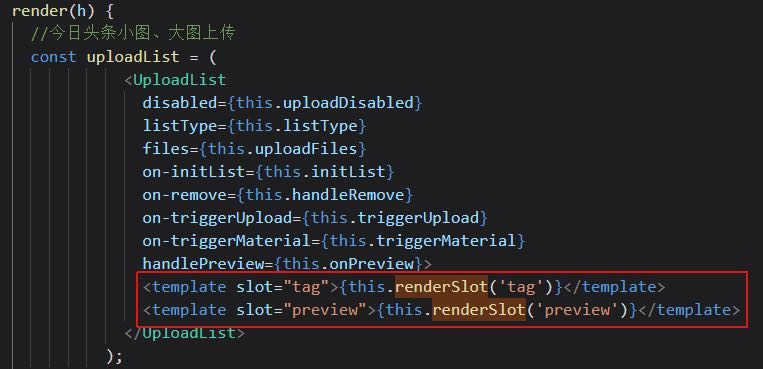 render(h) {
//今日头条小图、大图上传
const uploadList = (
<UploadList
disabled={this.uploadDisabled}
listType={this.listType}
files={this.uploadFiles}
on-initList={this.initList}
on-remove={this.handleRemove}
on-triggerUpload={this.triggerUpload}
on-triggerMaterial={this.triggerMaterial}
handlePreview={this.onPreview}>
<template slot="tag">{this.renderSlot('tag')}</template>
<template slot="preview">{this.renderSlot('preview')}</template>
</UploadList>
);